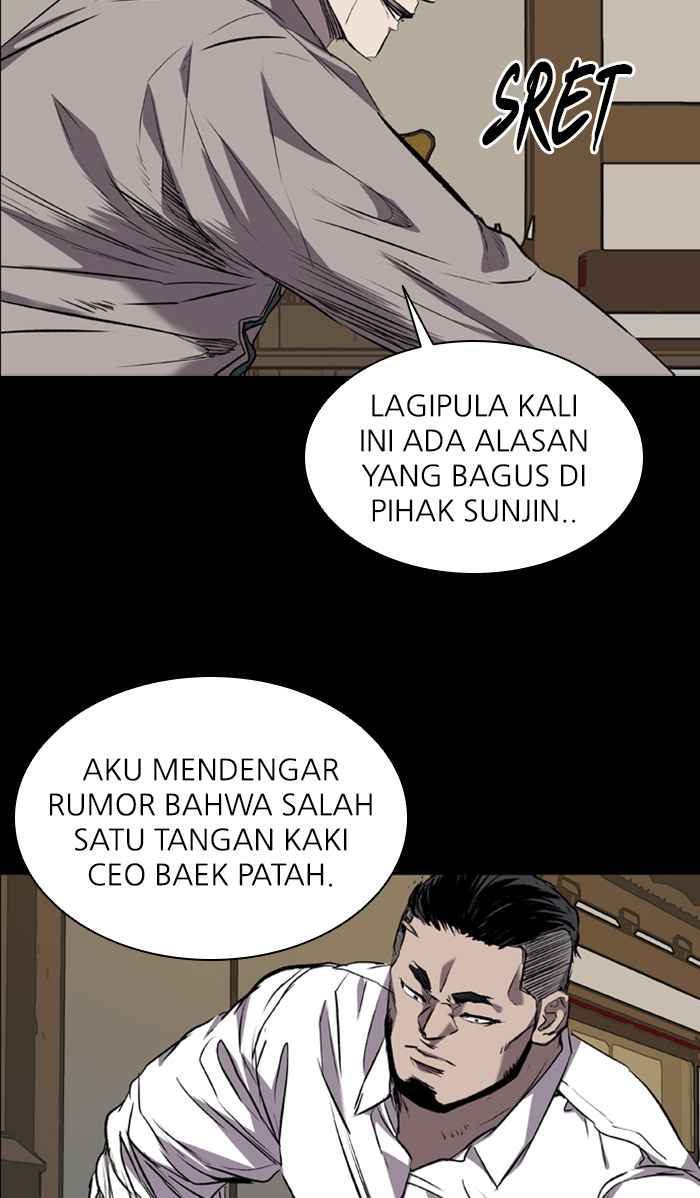 SRET
LAGIPULA KALI
INI ADA ALASAN
YANG BAGUS DI
PIHAK SUNJIN..
AKU MENDENGAR
RUMOR BAHWA SALAH
SATU TANGAN KAKI
CEO BAEK PATAH.